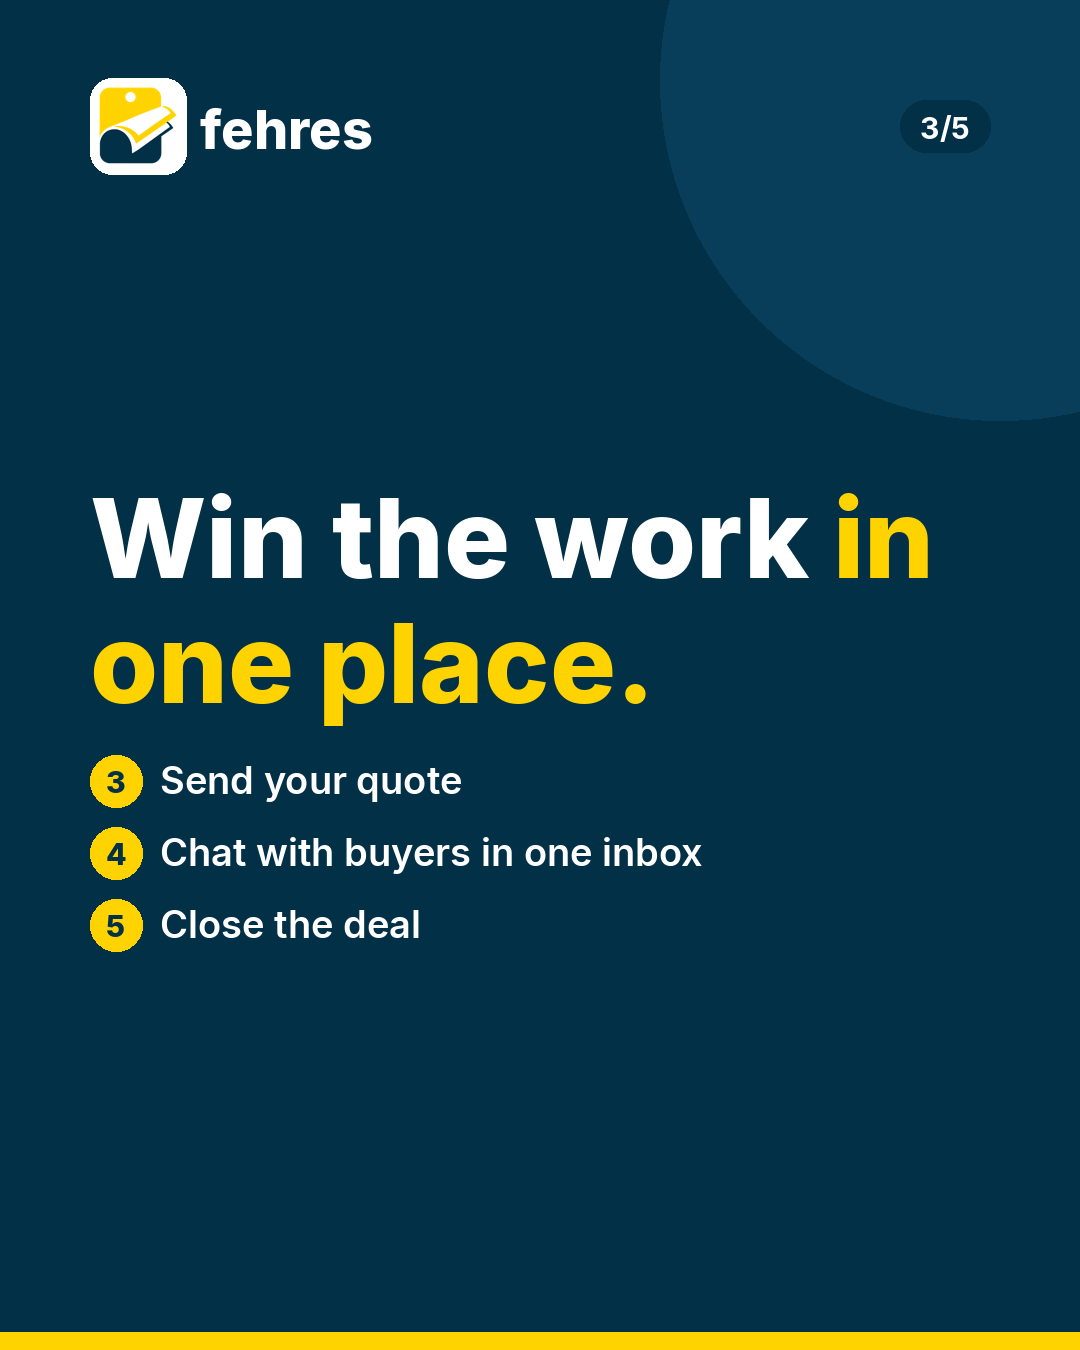 fehres
3/5
Win the work in
one place.
3 Send your quote
4 Chat with buyers in one inbox
5 Close the deal